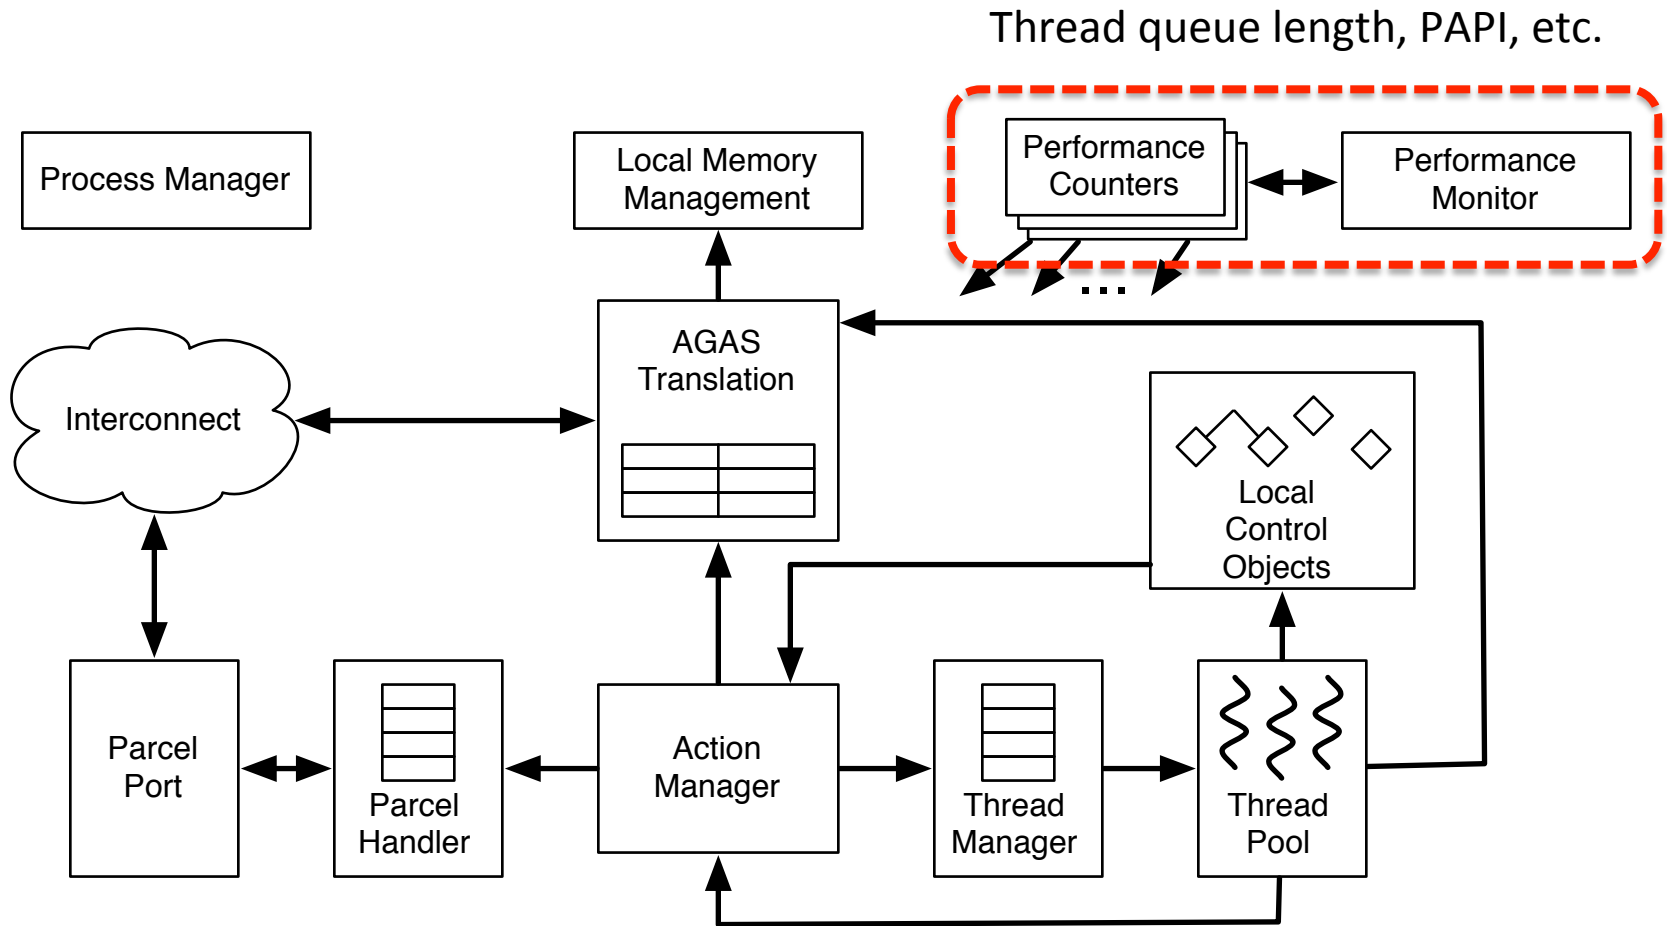 Thread queue length, PAPI, etc.
Process Manager
Local Memory
Management
Performance
Counters
Performance
Monitor
...
AGAS
Translation
Interconnect
Local
Control
Objects
Parcel
Port
Parcel
Handler
Action
Manager
Thread
Manager
Thread
Pool